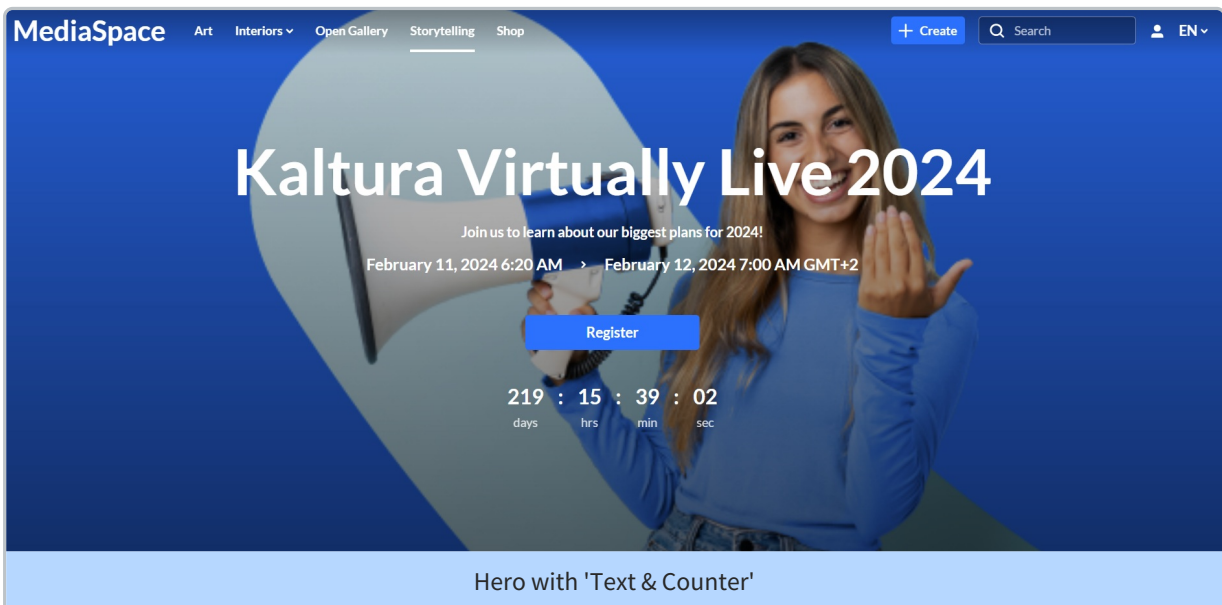 MediaSpace Art Interiors Open Gallery Storytelling Shop + Create Search EN
Kaltura Virtually Live 2024
Join us to learn about our biggest plans for 2024!
February 11, 2024 6:20 AM > February 12, 2024 7:00 AM GMT+2
Register
219 : 15 : 39 : 02
days hrs min sec
Hero with 'Text & Counter'